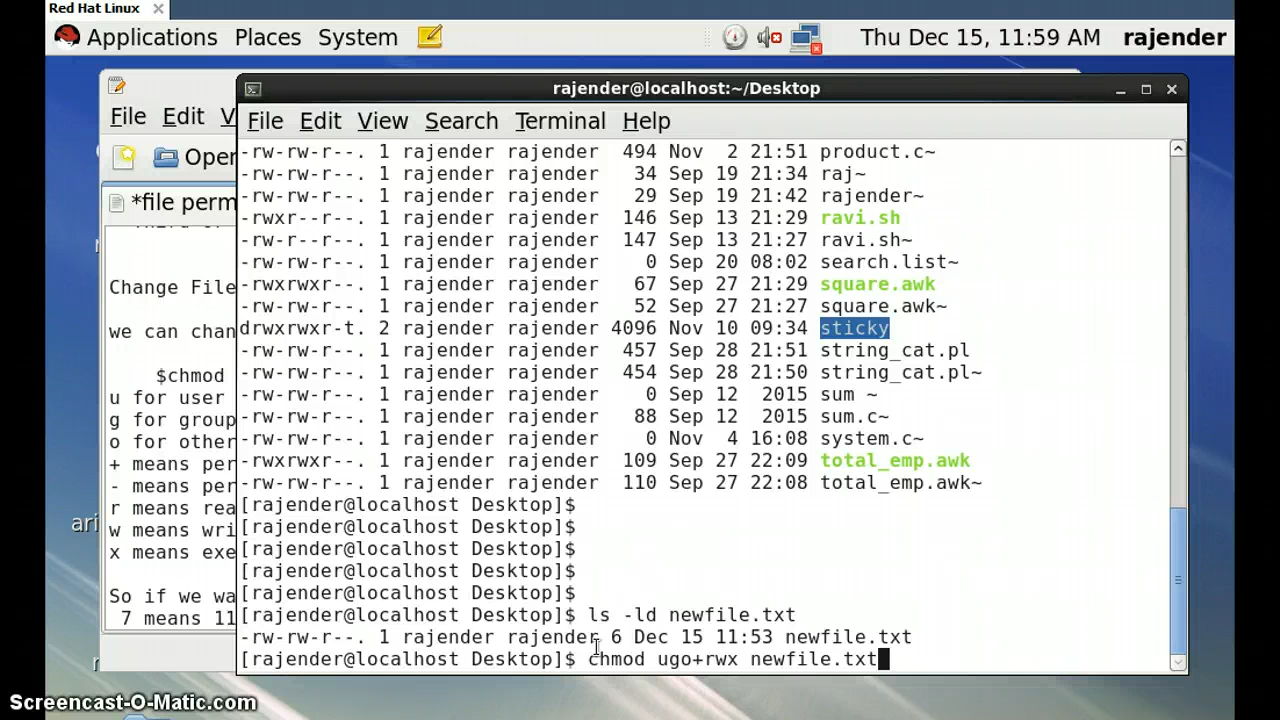 Red Hat Linux
Applications Places System Thu Dec 15, 11:59 AM rajender
rajender@localhost:~/Desktop
File Edit V
File Edit View Search Terminal Help
Open
*file perm
Change File
we can chan
$chmod
u for user
g for group
o for other
+ means per
- means per
r means rea
w means wri
x means exe
So if we wa
7 means 11
-rw-rw-r--. 1 rajender rajender 494 Nov 2 21:51 product.c~
-rw-rw-r--. 1 rajender rajender 34 Sep 19 21:34 raj~
-rw-rw-r--. 1 rajender rajender 29 Sep 19 21:42 rajender~
-rwxr--r--. 1 rajender rajender 146 Sep 13 21:29 ravi.sh
-rw-r--r--. 1 rajender rajender 147 Sep 13 21:27 ravi.sh~
-rw-rw-r--. 1 rajender rajender 0 Sep 20 08:02 search.list~
-rwxrwxr--. 1 rajender rajender 67 Sep 27 21:29 square.awk
-rw-rw-r--. 1 rajender rajender 52 Sep 27 21:27 square.awk~
drwxrwxr-t. 2 rajender rajender 4096 Nov 10 09:34 sticky
-rw-rw-r--. 1 rajender rajender 457 Sep 28 21:51 string_cat.pl
-rw-rw-r--. 1 rajender rajender 454 Sep 28 21:50 string_cat.pl~
-rw-rw-r--. 1 rajender rajender 0 Sep 12 2015 sum ~
-rw-rw-r--. 1 rajender rajender 88 Sep 12 2015 sum.c~
-rw-rw-r--. 1 rajender rajender 0 Nov 4 16:08 system.c~
-rwxrwxr--. 1 rajender rajender 109 Sep 27 22:09 total_emp.awk
-rw-rw-r--. 1 rajender rajender 110 Sep 27 22:08 total_emp.awk~
[rajender@localhost Desktop]$
[rajender@localhost Desktop]$
[rajender@localhost Desktop]$
[rajender@localhost Desktop]$
[rajender@localhost Desktop]$
[rajender@localhost Desktop]$ ls -ld newfile.txt
-rw-rw-r--. 1 rajender rajender 6 Dec 15 11:53 newfile.txt
[rajender@localhost Desktop]$ chmod ugo+rwx newfile.txt
ari
Screencast-O-Matic.com